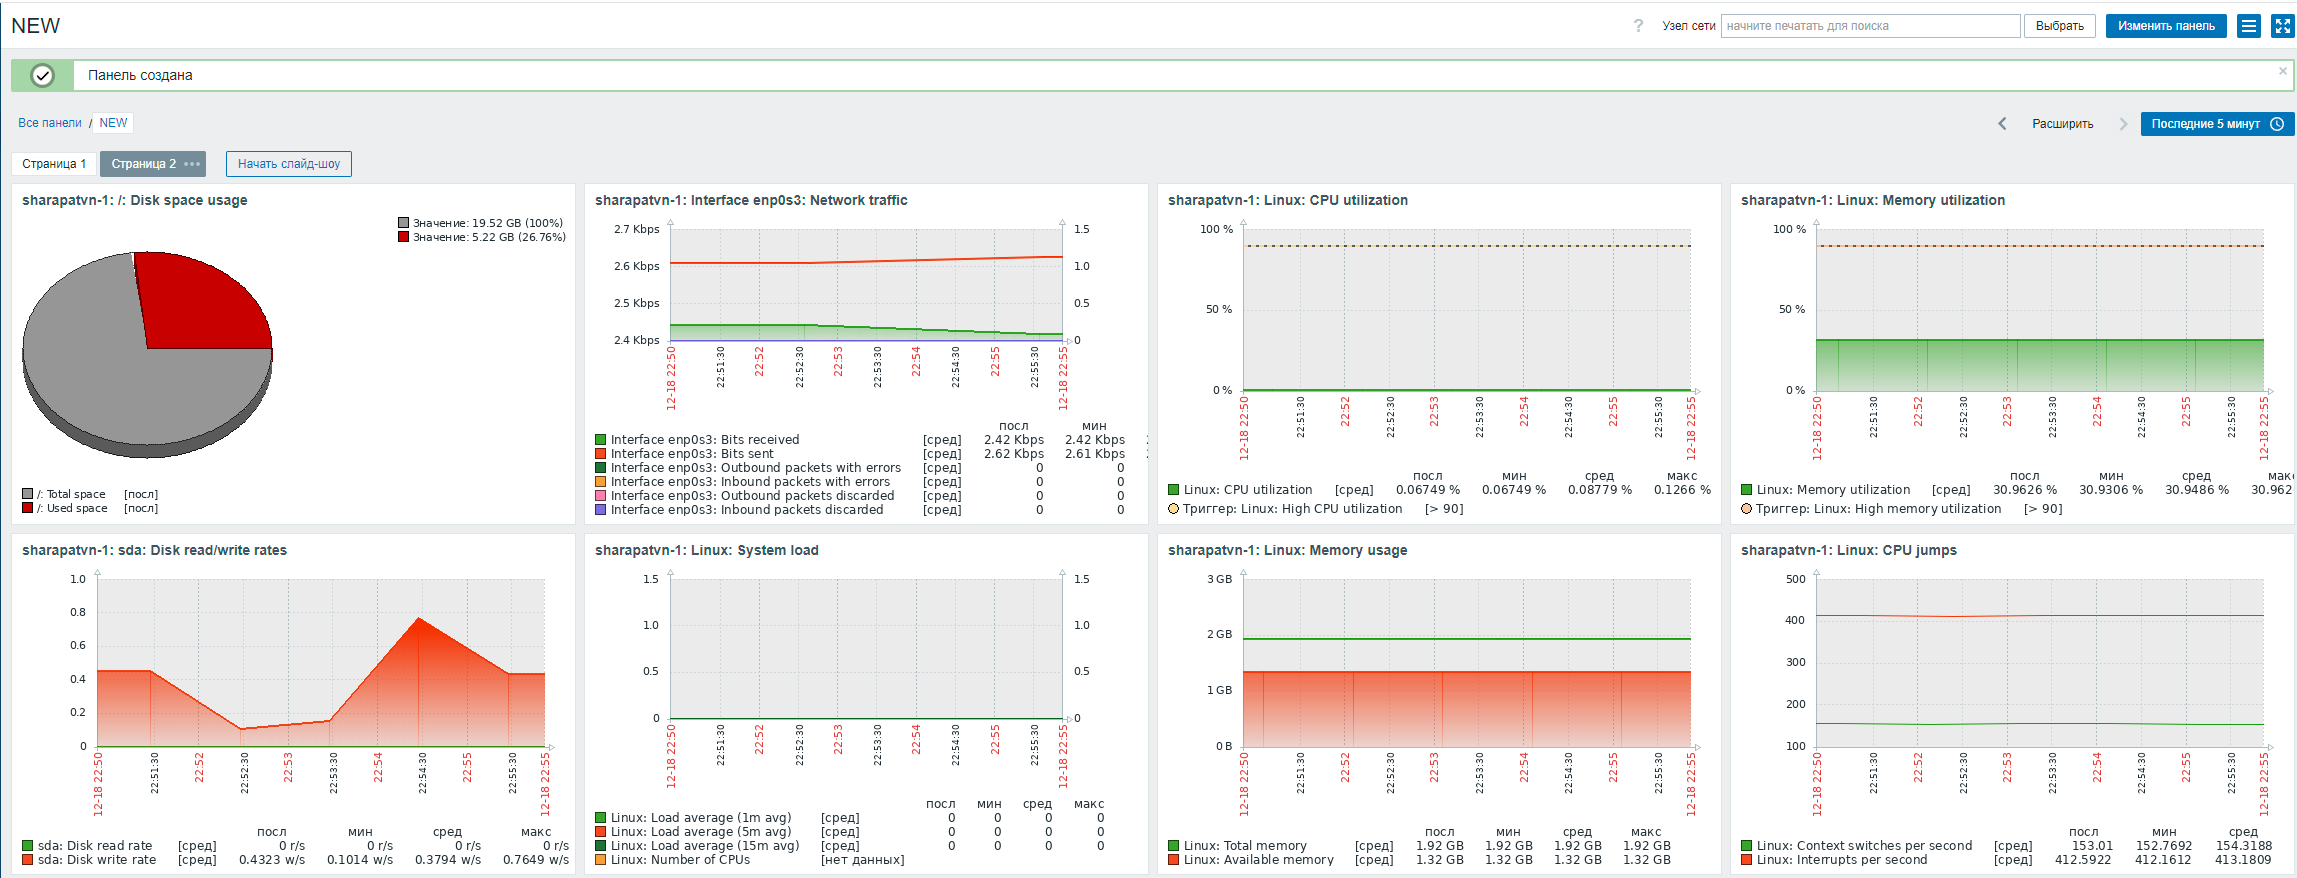 NEW
? Узел сети начните печатать для поиска Выбрать Изменить панель
Панель создана ×
Все панели / NEW
Расширить Последние 5 минут
Страница 1 Страница 2 ••• Начать слайд-шоу
sharapatvn-1: /: Disk space usage
Значение: 19.52 GB (100%)
Значение: 5.22 GB (26.76%)
/: Total space [посл]
/: Used space [посл]
sharapatvn-1: Interface enp0s3: Network traffic
2.7 Kbps 1.5
2.6 Kbps 1.0
2.5 Kbps 0.5
2.4 Kbps 0
12-18 22:50 22:51:30 22:52 22:52:30 22:53 22:53:30 22:54 22:54:30 22:55 22:55:30 12-18 22:55
посл мин
Interface enp0s3: Bits received [сред] 2.42 Kbps 2.42 Kbps
Interface enp0s3: Bits sent [сред] 2.62 Kbps 2.61 Kbps
Interface enp0s3: Outbound packets with errors [сред] 0 0
Interface enp0s3: Inbound packets with errors [сред] 0 0
Interface enp0s3: Outbound packets discarded [сред] 0 0
Interface enp0s3: Inbound packets discarded [сред] 0 0
sharapatvn-1: Linux: CPU utilization
100 %
50 %
0 %
12-18 22:50 22:51:30 22:52 22:52:30 22:53 22:53:30 22:54 22:54:30 22:55 22:55:30 12-18 22:55
посл мин сред макс
Linux: CPU utilization [сред] 0.06749 % 0.06749 % 0.08779 % 0.1266 %
Триггер: Linux: High CPU utilization [> 90]
sharapatvn-1: Linux: Memory utilization
100 %
50 %
0 %
12-18 22:50 22:51:30 22:52 22:52:30 22:53 22:53:30 22:54 22:54:30 22:55 22:55:30 12-18 22:55
посл мин сред мак
Linux: Memory utilization [сред] 30.9626 % 30.9306 % 30.9486 % 30.962
Триггер: Linux: High memory utilization [> 90]
sharapatvn-1: sda: Disk read/write rates
1.0
0.8
0.6
0.4
0.2
0
12-18 22:50 22:51:30 22:52 22:52:30 22:53 22:53:30 22:54 22:54:30 22:55 22:55:30 12-18 22:55
посл мин сред макс
sda: Disk read rate [сред] 0 r/s 0 r/s 0 r/s 0 r/s
sda: Disk write rate [сред] 0.4323 w/s 0.1014 w/s 0.3794 w/s 0.7649 w/s
sharapatvn-1: Linux: System load
1.5 1.5
1.0 1.0
0.5 0.5
0 0
12-18 22:50 22:51:30 22:52 22:52:30 22:53 22:53:30 22:54 22:54:30 22:55 22:55:30 12-18 22:55
посл мин сред макс
Linux: Load average (1m avg) [сред] 0 0 0 0
Linux: Load average (5m avg) [сред] 0 0 0 0
Linux: Load average (15m avg) [сред] 0 0 0 0
Linux: Number of CPUs [нет данных]
sharapatvn-1: Linux: Memory usage
3 GB
2 GB
1 GB
0 B
12-18 22:50 22:51:30 22:52 22:52:30 22:53 22:53:30 22:54 22:54:30 22:55 22:55:30 12-18 22:55
посл мин сред макс
Linux: Total memory [сред] 1.92 GB 1.92 GB 1.92 GB 1.92 GB
Linux: Available memory [сред] 1.32 GB 1.32 GB 1.32 GB 1.32 GB
sharapatvn-1: Linux: CPU jumps
500
400
300
200
100
12-18 22:50 22:51:30 22:52 22:52:30 22:53 22:53:30 22:54 22:54:30 22:55 22:55:30 12-18 22:55
посл мин сред
Linux: Context switches per second [сред] 153.01 152.7692 154.3188
Linux: Interrupts per second [сред] 412.5922 412.1612 413.1809